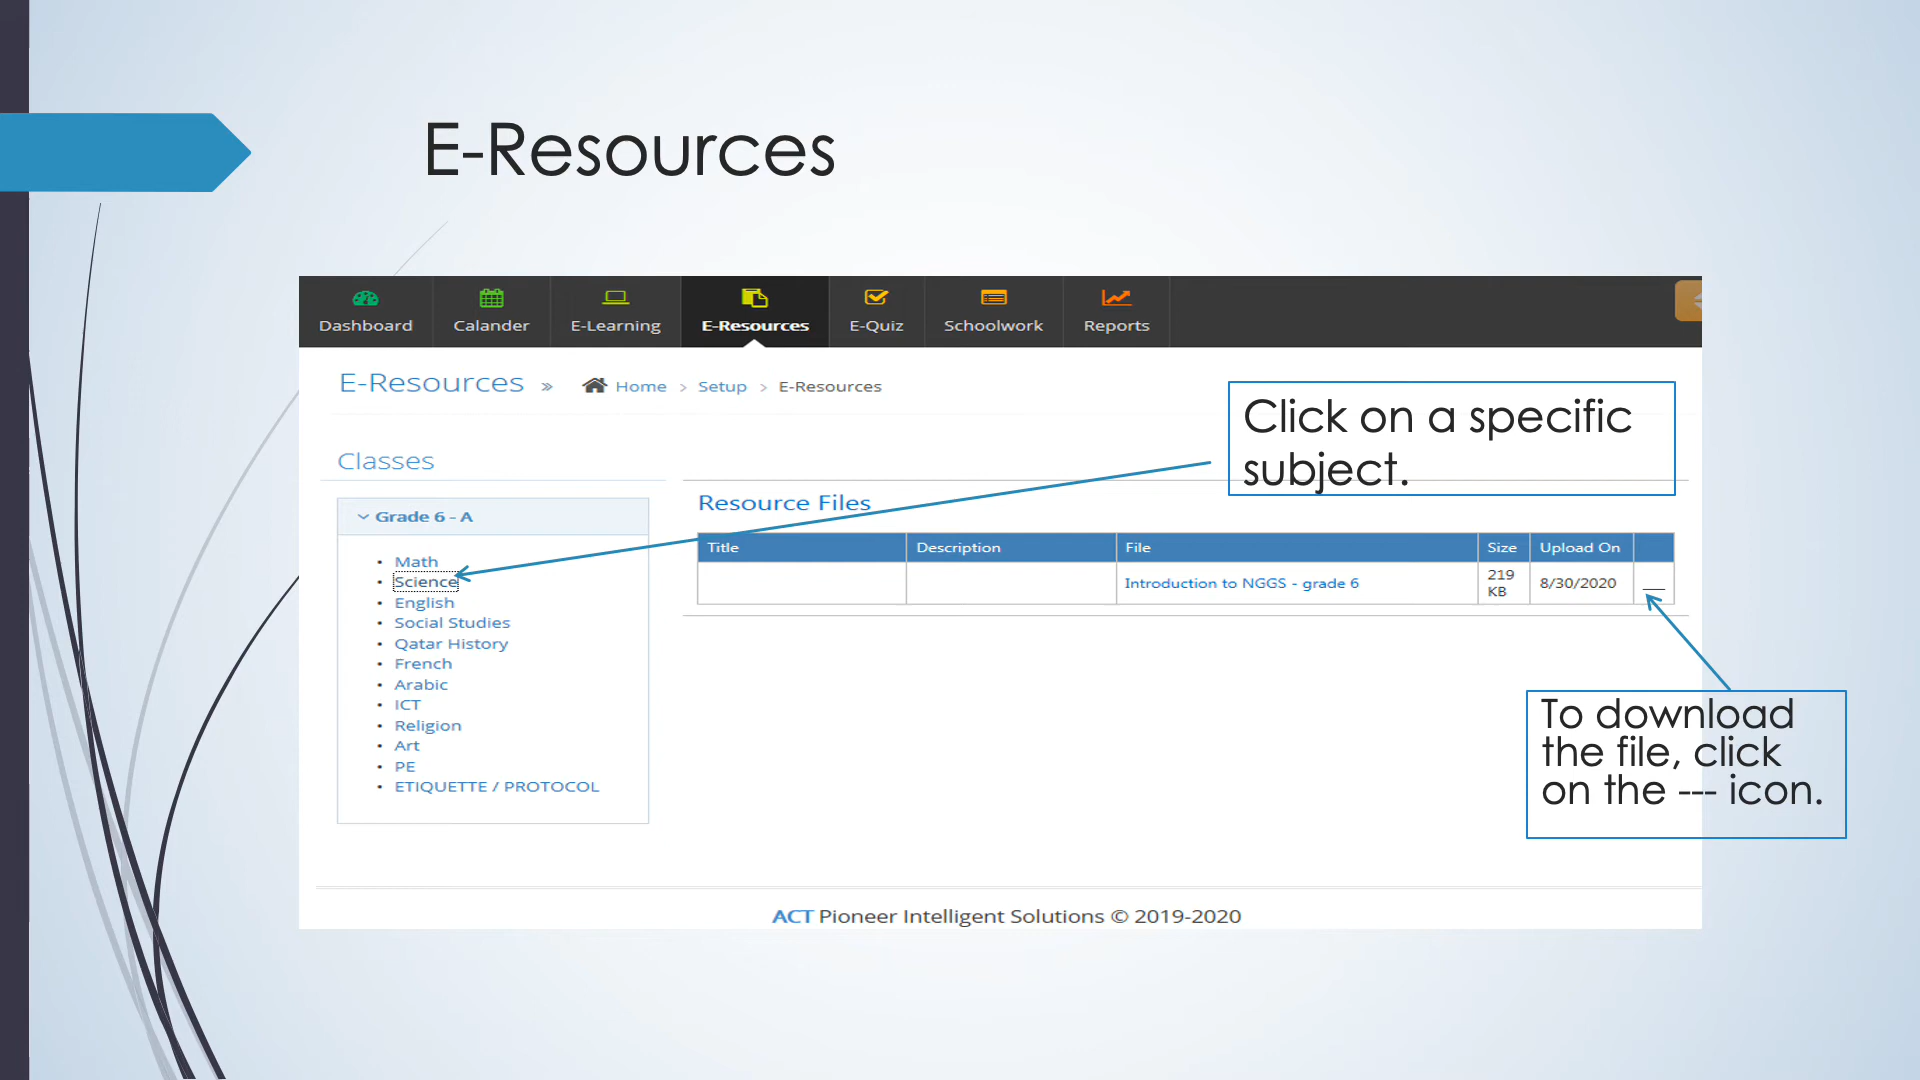 E-Resources
Dashboard
Calander
E-Learning
E-Resources
E-Quiz
Schoolwork
Reports
E-Resources » Home > Setup > E-Resources
Click on a specific
subject.
Classes
Grade 6 - A
• Math
• Science
• English
• Social Studies
• Qatar History
• French
• Arabic
• ICT
• Religion
• Art
• PE
• ETIQUETTE / PROTOCOL
Resource Files
Title Description File Size Upload On
Introduction to NGGS - grade 6 219 KB 8/30/2020
To download
the file, click
on the --- icon.
ACT Pioneer Intelligent Solutions © 2019-2020